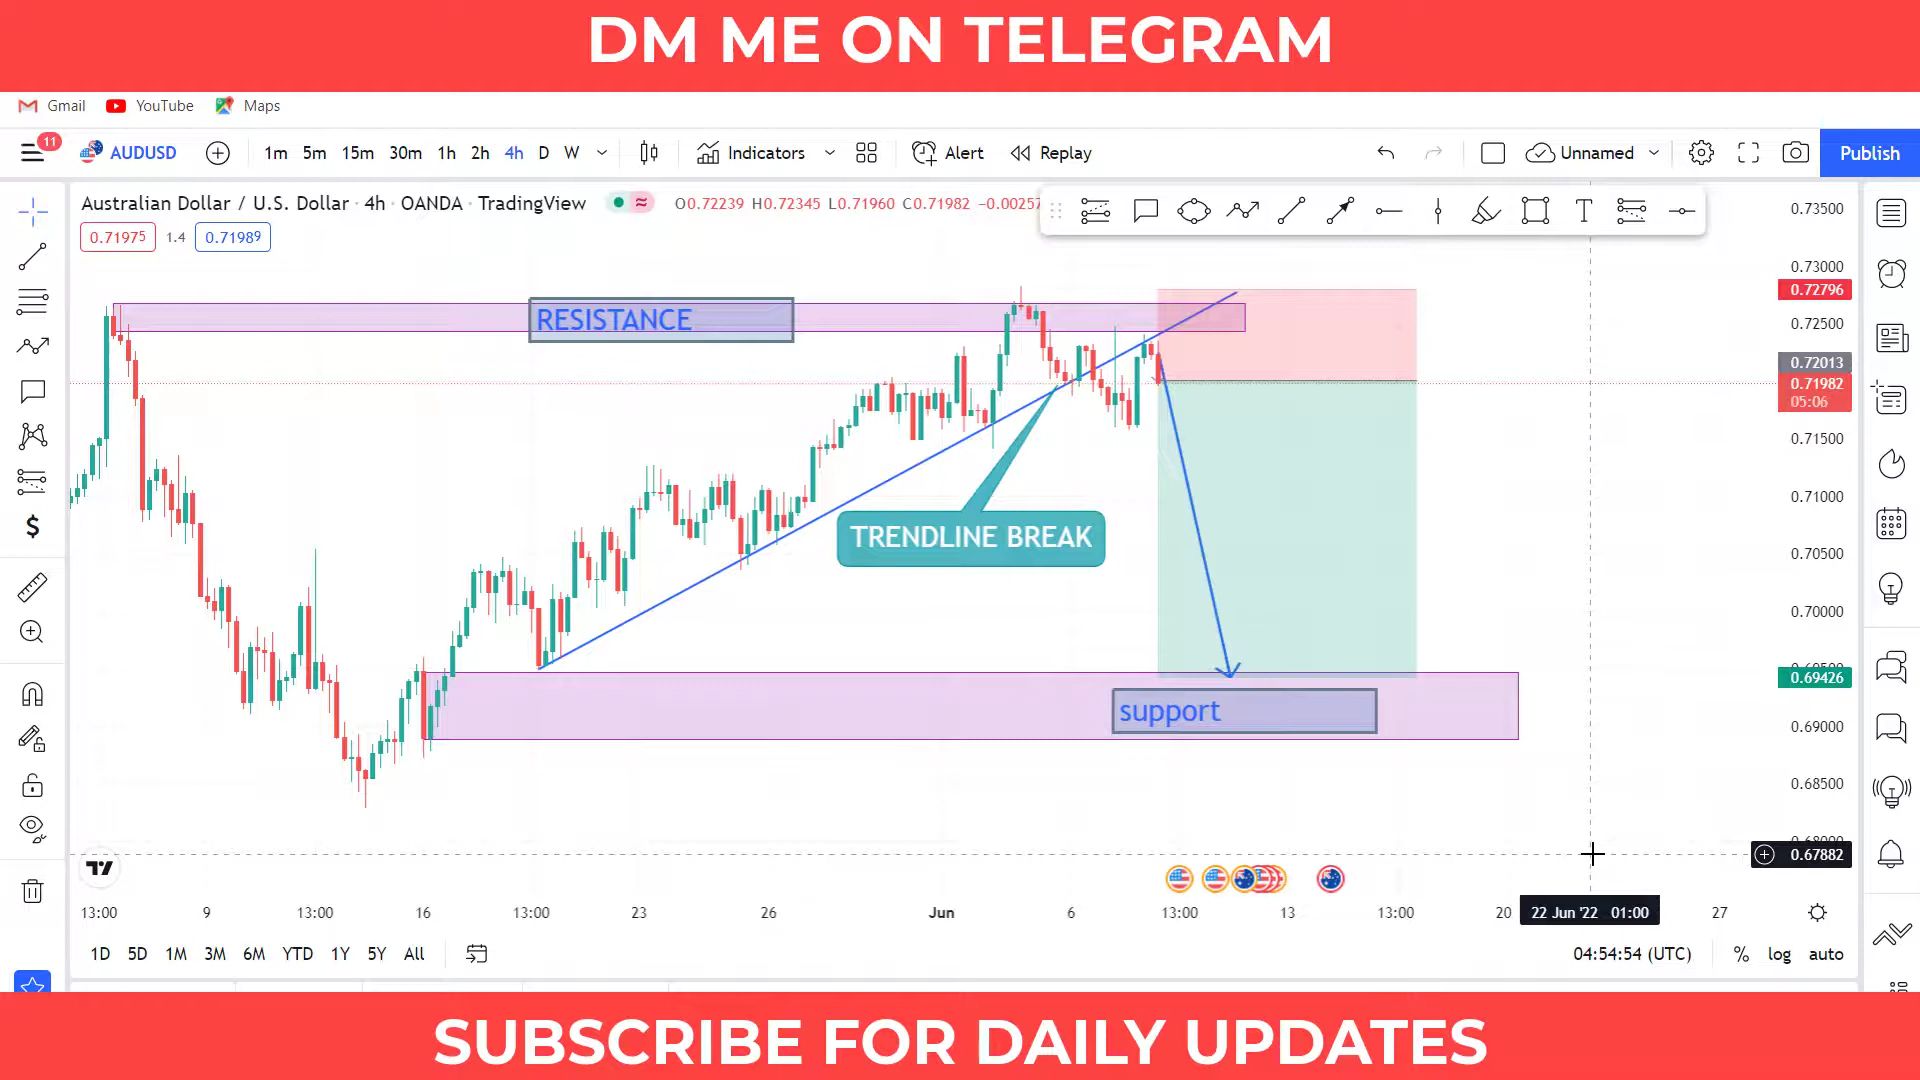 DM ME ON TELEGRAM
Gmail YouTube Maps
11 AUDUSD 1m 5m 15m 30m 1h 2h 4h D W Indicators Alert Replay Unnamed Publish
Australian Dollar / U.S. Dollar · 4h · OANDA · TradingView O0.72239 H0.72345 L0.71960 C0.71982 −0.00257
0.71975 1.4 0.71989
0.73500
0.73000
0.72796
RESISTANCE
0.72500
0.72013
0.71982
05:06
0.71500
0.71000
TRENDLINE BREAK
0.70500
0.70000
0.69426
support
0.69000
0.68500
0.67882
13:00 9 13:00 16 13:00 23 26 Jun 6 13:00 13 13:00 20 22 Jun '22 01:00 27
1D 5D 1M 3M 6M YTD 1Y 5Y All 04:54:54 (UTC) % log auto
SUBSCRIBE FOR DAILY UPDATES